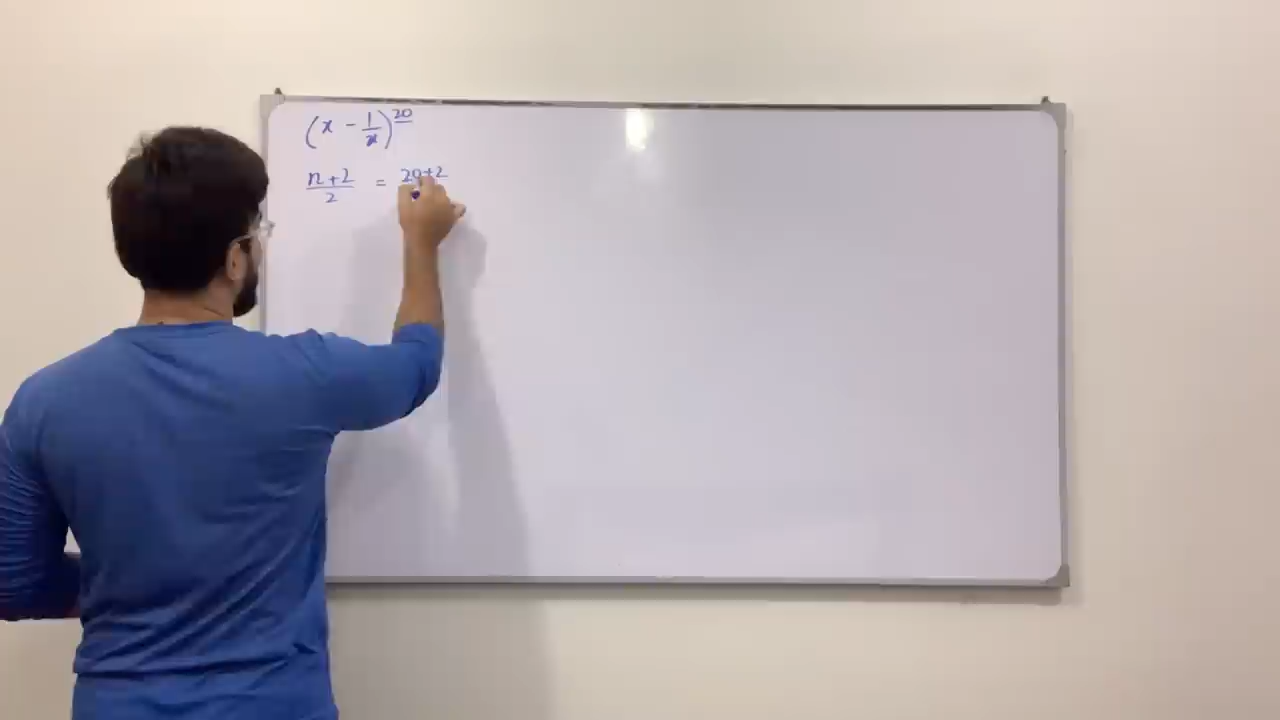 (x - 1/x)^20
n+2/2 = 20+2